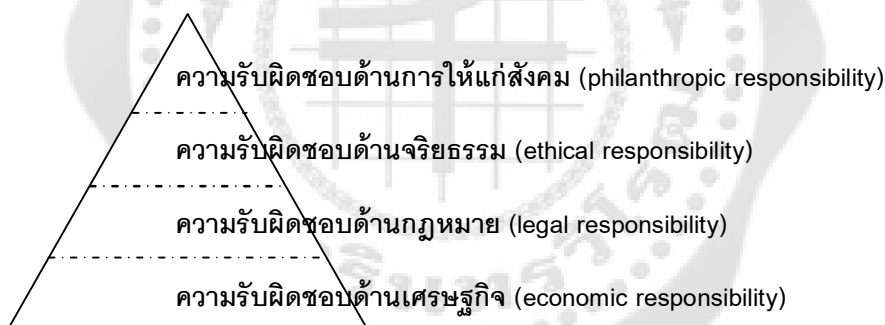 ความรับผิดชอบด้านการให้แก่สังคม (philanthropic responsibility)
ความรับผิดชอบด้านจริยธรรม (ethical responsibility)
ความรับผิดชอบด้านกฎหมาย (legal responsibility)
ความรับผิดชอบด้านเศรษฐกิจ (economic responsibility)